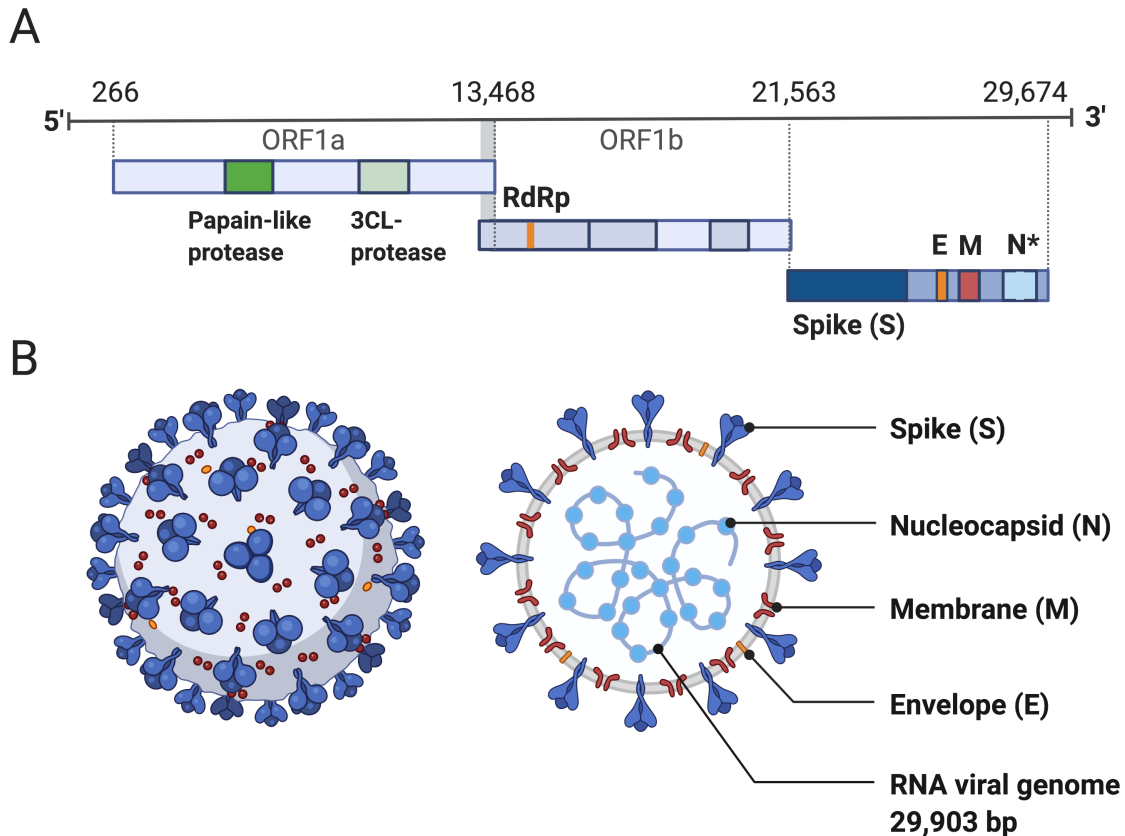 A
266 13,468 21,563 29,674
5' 3'
ORF1a ORF1b
RdRp
Papain-like
protease
3CL-
protease
E M N*
Spike (S)
B
Spike (S)
Nucleocapsid (N)
Membrane (M)
Envelope (E)
RNA viral genome
29,903 bp